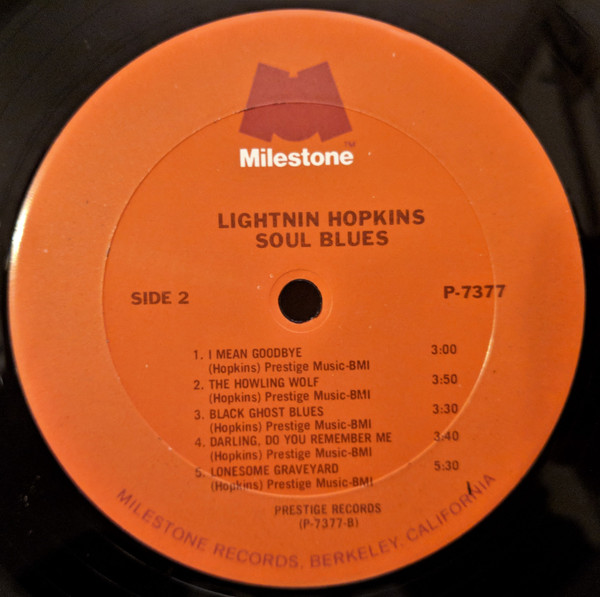 Milestone™
LIGHTNIN HOPKINS
SOUL BLUES
SIDE 2
P-7377
1. I MEAN GOODBYE 3:00
(Hopkins) Prestige Music-BMI
2. THE HOWLING WOLF 3:50
(Hopkins) Prestige Music-BMI
3. BLACK GHOST BLUES 3:30
(Hopkins) Prestige Music-BMI
4. DARLING, DO YOU REMEMBER ME 3:40
(Hopkins) Prestige Music-BMI
5. LONESOME GRAVEYARD 5:30
(Hopkins) Prestige Music-BMI
PRESTIGE RECORDS
(P-7377-B)
MILESTONE RECORDS, BERKELEY, CALIFORNIA